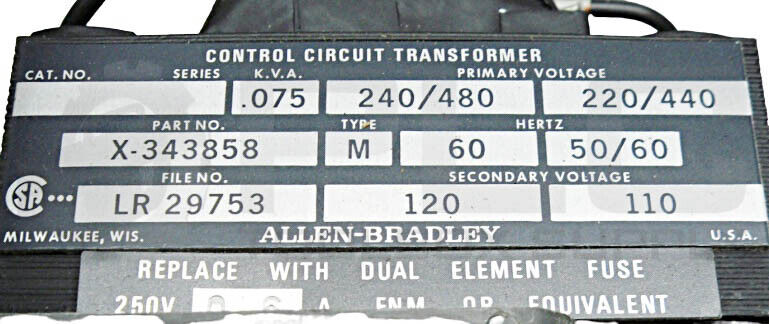 CONTROL CIRCUIT TRANSFORMER
CAT. NO. SERIES K.V.A. PRIMARY VOLTAGE
.075 240/480 220/440
PART NO. TYPE HERTZ
X-343858 M 60 50/60
FILE NO. SECONDARY VOLTAGE
LR 29753 120 110
MILWAUKEE, WIS. ALLEN-BRADLEY U.S.A.
REPLACE WITH DUAL ELEMENT FUSE
250V A FNM OR EQUIVALENT